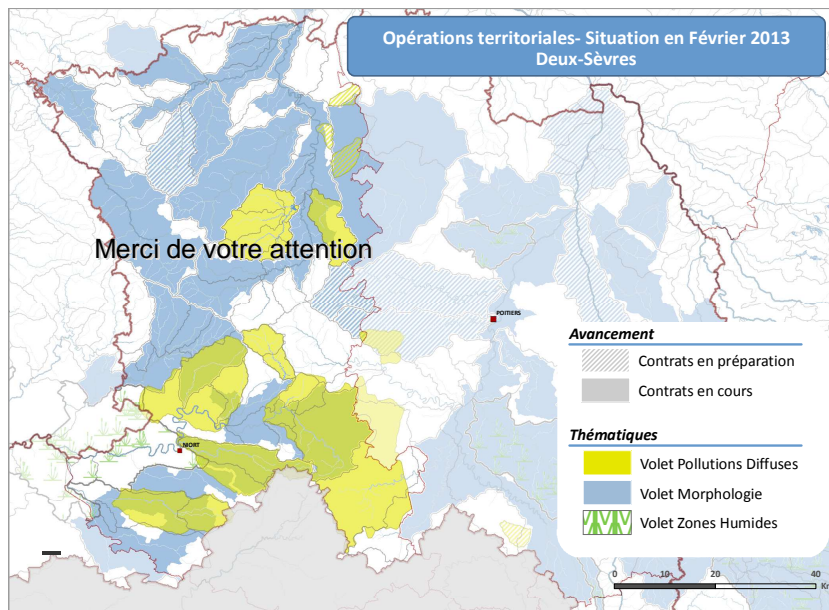 Opérations territoriales- Situation en Février 2013
Deux-Sèvres
Merci de votre attention
POITIERS
Avancement
Contrats en préparation
Contrats en cours
NIORT
Thématiques
Volet Pollutions Diffuses
Volet Morphologie
Volet Zones Humides
0 10 20 40